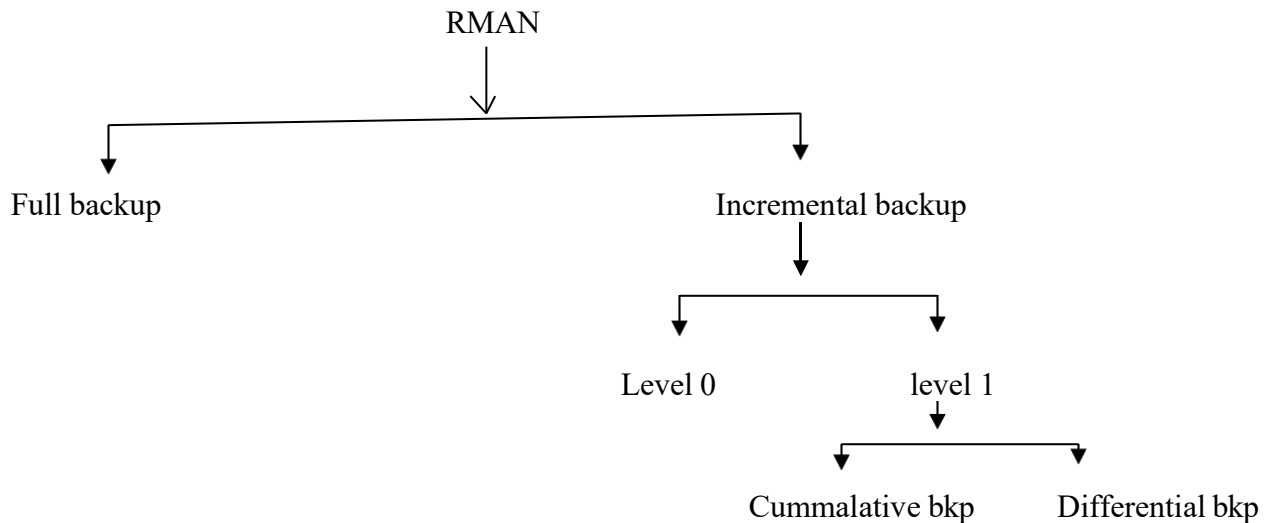 RMAN
Full backup
Incremental backup
Level 0
level 1
Cummalative bkp
Differential bkp